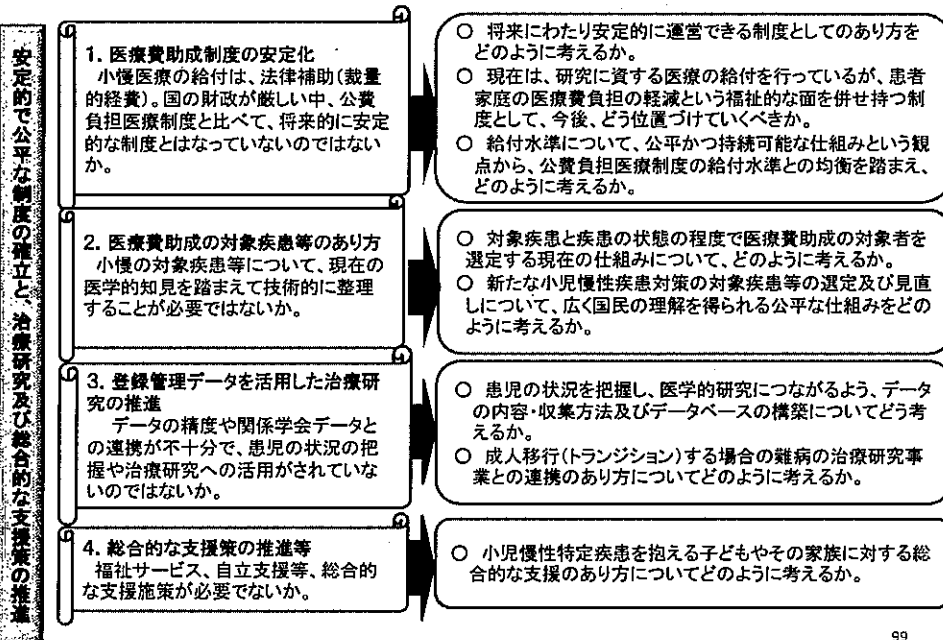 安定的で公平な制度の確立と、治療研究及び総合的な支援策の推進
1. 医療費助成制度の安定化
小慢医療の給付は、法律補助(裁量
的経費)。国の財政が厳しい中、公費
負担医療制度と比べて、将来的に安定
的な制度とはなっていないのではない
か。
○ 将来にわたり安定的に運営できる制度としてのあり方を
どのように考えるか。
○ 現在は、研究に資する医療の給付を行っているが、患者
家庭の医療費負担の軽減という福祉的な面を併せ持つ制
度として、今後、どう位置づけていくべきか。
○ 給付水準について、公平かつ持続可能な仕組みという観
点から、公費負担医療制度の給付水準との均衡を踏まえ、
どのように考えるか。
2. 医療費助成の対象疾患等のあり方
小慢の対象疾患等について、現在の
医学的知見を踏まえて技術的に整理
することが必要ではないか。
○ 対象疾患と疾患の状態の程度で医療費助成の対象者を
選定する現在の仕組みについて、どのように考えるか。
○ 新たな小児慢性疾患対策の対象疾患等の選定及び見直
しについて、広く国民の理解を得られる公平な仕組みをどの
ように考えるか。
3. 登録管理データを活用した治療研
究の推進
データの精度や関係学会データと
の連携が不十分で、患児の状況の把
握や治療研究への活用がされていな
いのではないか。
○ 患児の状況を把握し、医学的研究につながるよう、データ
の内容・収集方法及びデータベースの構築についてどう考
えるか。
○ 成人移行(トランジション)する場合の難病の治療研究事
業との連携のあり方についてどのように考えるか。
4. 総合的な支援策の推進等
福祉サービス、自立支援等、総合的
な支援施策が必要でないか。
○ 小児慢性特定疾患を抱える子どもやその家族に対する総
合的な支援のあり方についてどのように考えるか。
99